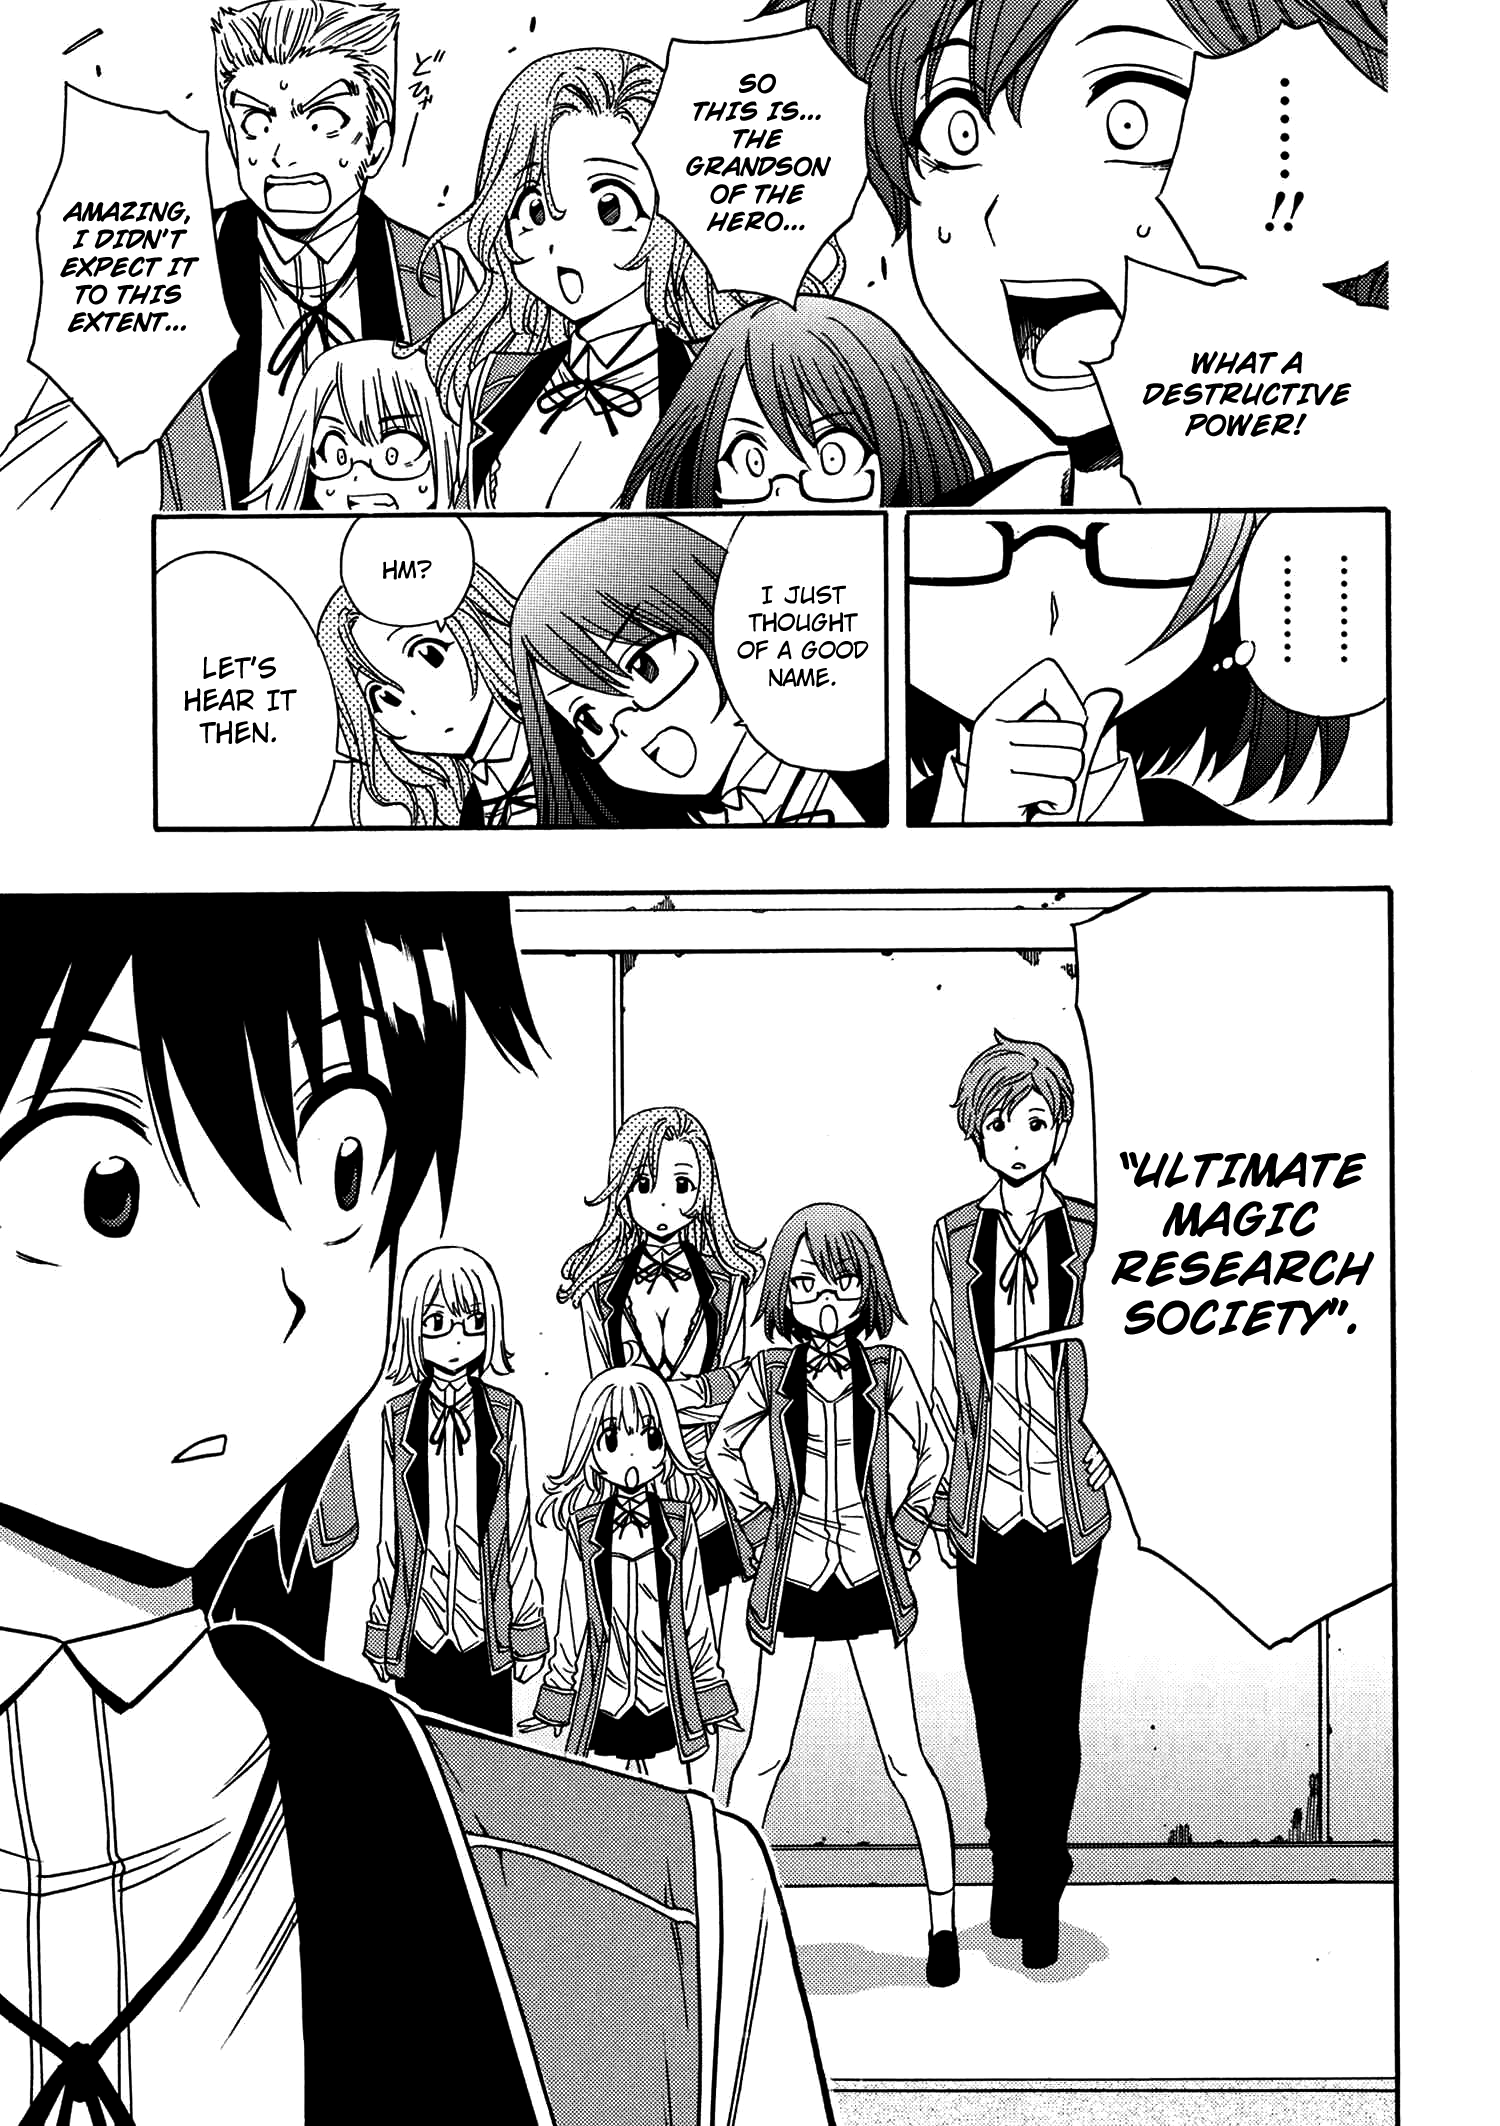 ......!!
WHAT A
DESTRUCTIVE
POWER!
SO
THIS IS...
THE
GRANDSON
OF THE
HERO...
AMAZING,
I DIDN'T
EXPECT IT
TO THIS
EXTENT...
......
......
I JUST
THOUGHT
OF A GOOD
NAME.
HM?
LET'S
HEAR IT
THEN.
"ULTIMATE
MAGIC
RESEARCH
SOCIETY".